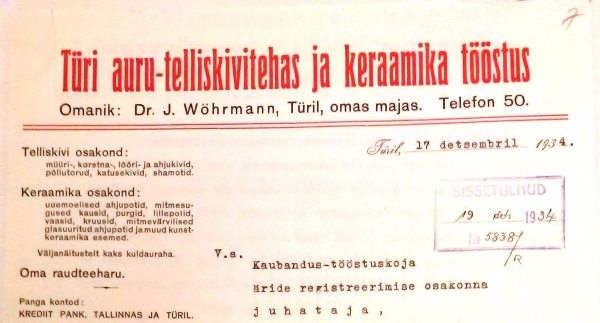 7
Türi auru-telliskivitehas ja keraamika tööstus
Omanik: Dr. J. Wöhrmann, Türil, omas majas. Telefon 50.
Türil, 17 detsembril 1934.
Telliskivi osakond:
müüri-, korstna-, lööri- ja ahjukivid,
põllutorud, katusekivid, shamotid.
Keraamika osakond:
uuemoelised ahjupotid, mitmesu-
gused kausid, purgid, lillepotid,
vaasid, kruusid, mitmevärvilised
glasuuritud ahjupotid ja muud kunst-
keraamika esemed.
Väljanäitustelt kaks kuldauraha.
Oma raudteeharu.
Panga kontod:
KREDIIT PANK, TALLINNAS JA TÜRIL.
SISSETULNUD
19 dets. 1934
№ 5838/
R
V.a.
Kaubandus-tööstuskoja
äride registreerimise osakonna
juhataja,